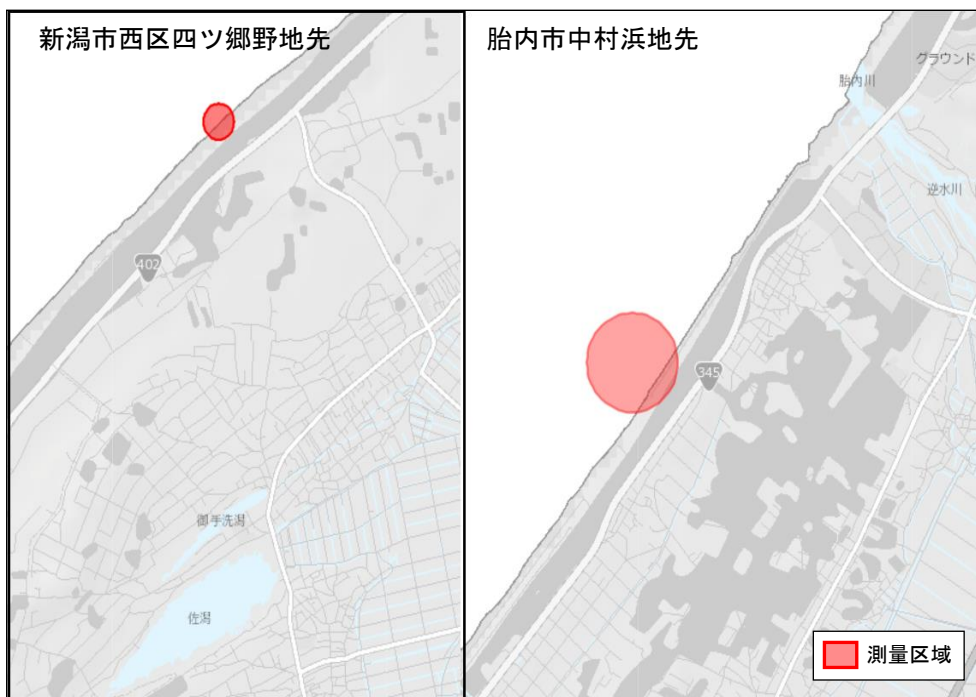 新潟市西区四ツ郷野地先
402
御手洗潟
佐潟
胎内市中村浜地先
グラウンド
胎内川
逆水川
345
測量区域